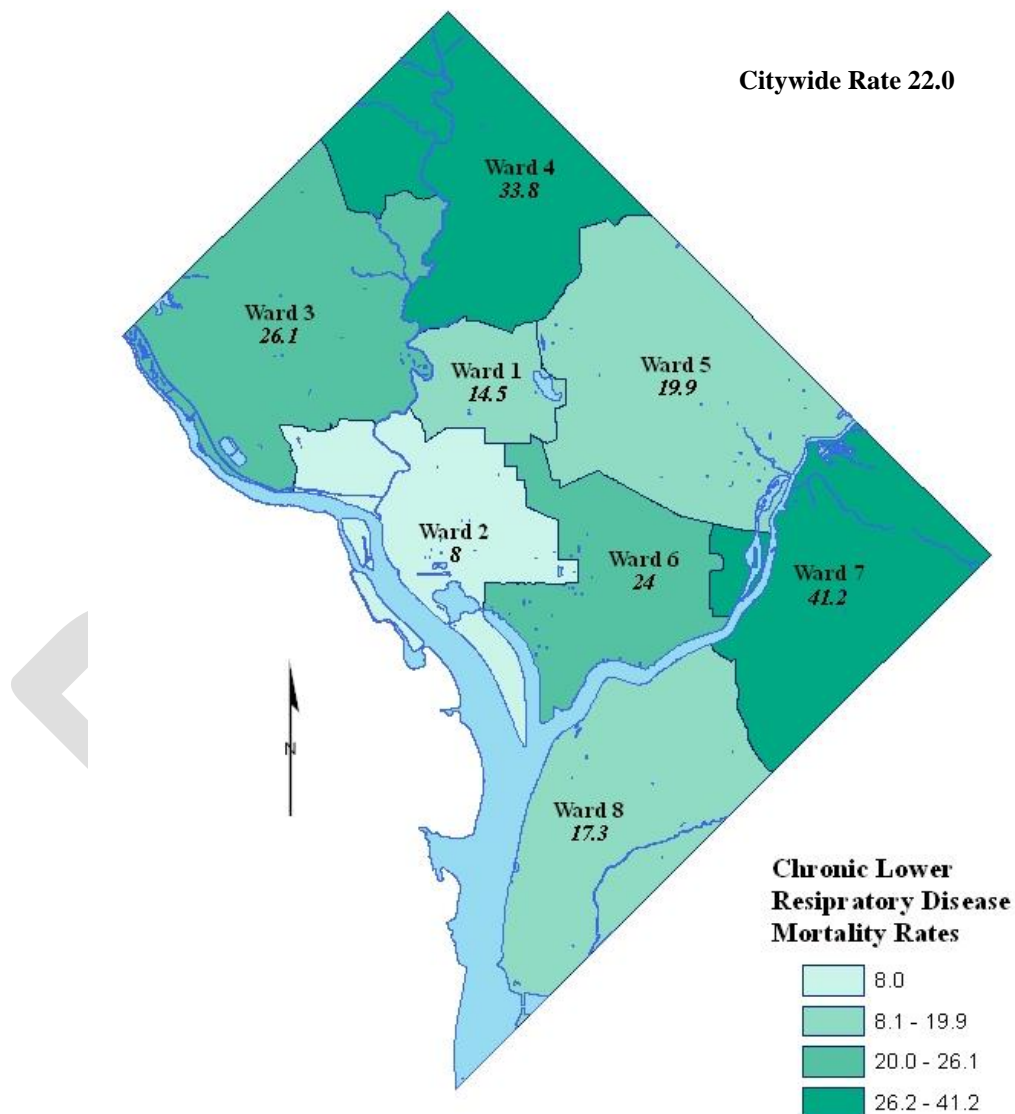 Citywide Rate 22.0
Ward 4
33.8
Ward 3
26.1
Ward 1
14.5
Ward 5
19.9
Ward 2
8
Ward 6
24
Ward 7
41.2
N
Ward 8
17.3
Chronic Lower
Resipratory Disease
Mortality Rates
8.0
8.1 - 19.9
20.0 - 26.1
26.2 - 41.2